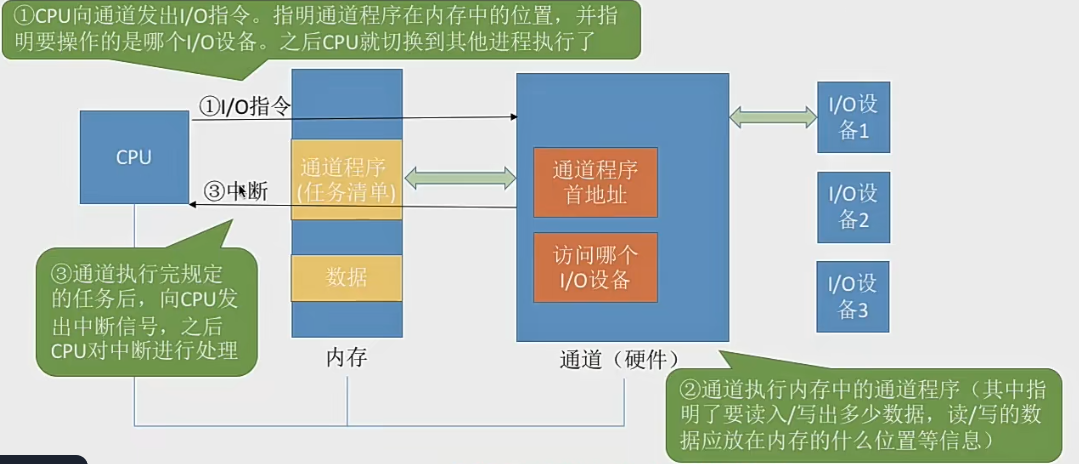 ①CPU向通道发出I/O指令。指明通道程序在内存中的位置，并指
明要操作的是哪个I/O设备。之后CPU就切换到其他进程执行了
①I/O指令
CPU
通道程序
(任务清单)
③中断
数据
内存
通道程序
首地址
访问哪个
I/O设备
通道（硬件）
I/O设
备1
I/O设
备2
I/O设
备3
③通道执行完规定
的任务后，向CPU发
出中断信号，之后
CPU对中断进行处理
②通道执行内存中的通道程序（其中指
明了要读入/写出多少数据，读/写的数
据应放在内存的什么位置等信息）